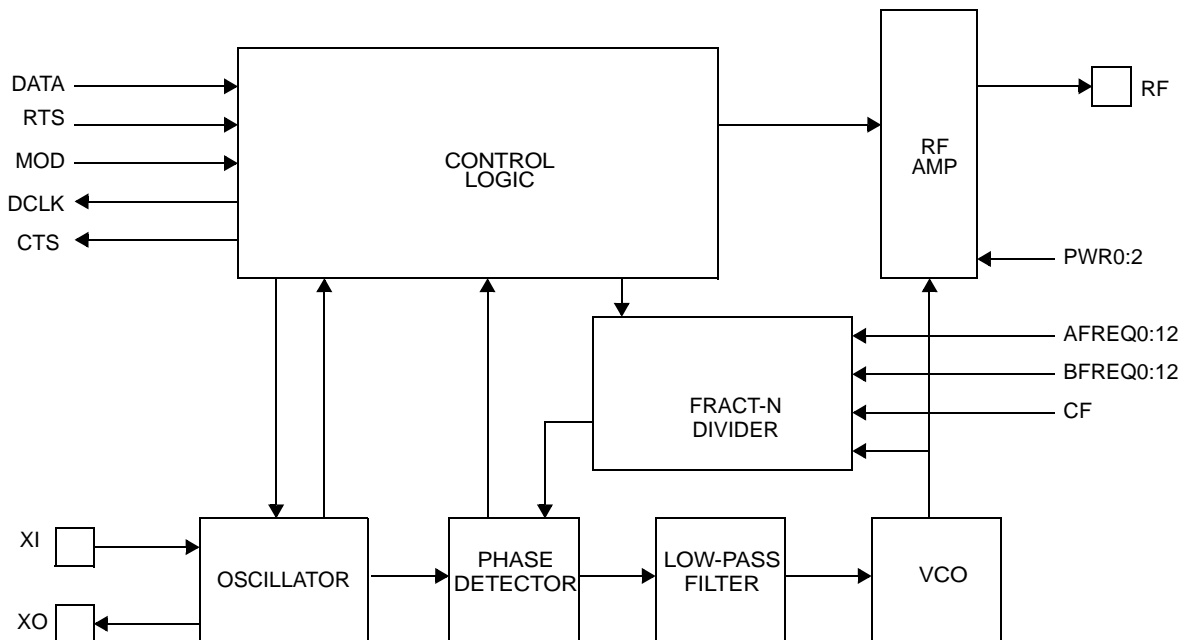 DATA
RTS
MOD
DCLK
CTS
CONTROL
LOGIC
RF
AMP
RF
PWR0:2
AFREQ0:12
BFREQ0:12
CF
FRACT-N
DIVIDER
XI
XO
OSCILLATOR
PHASE
DETECTOR
LOW-PASS
FILTER
VCO